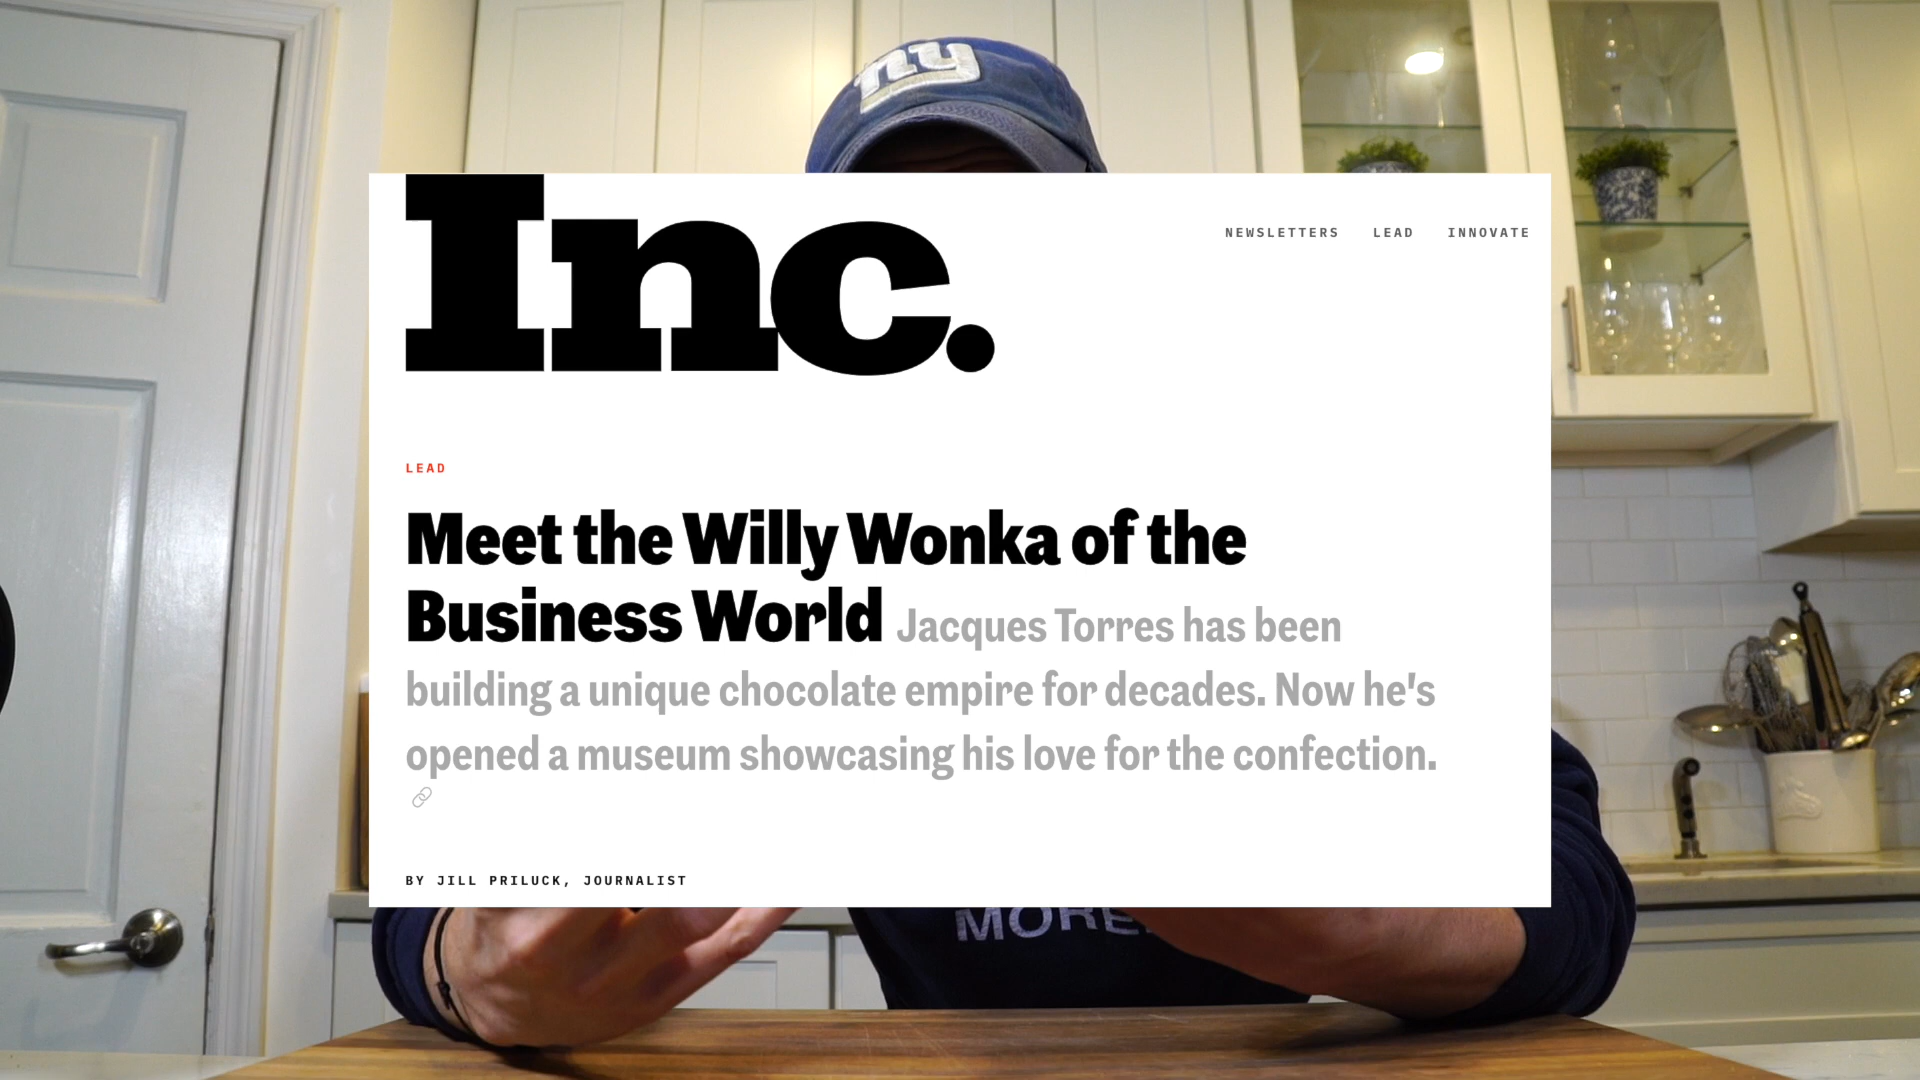 ny
Inc.
NEWSLETTERS LEAD INNOVATE
LEAD
Meet the Willy Wonka of the
Business World Jacques Torres has been
building a unique chocolate empire for decades. Now he's
opened a museum showcasing his love for the confection.
BY JILL PRILUCK, JOURNALIST
MORE